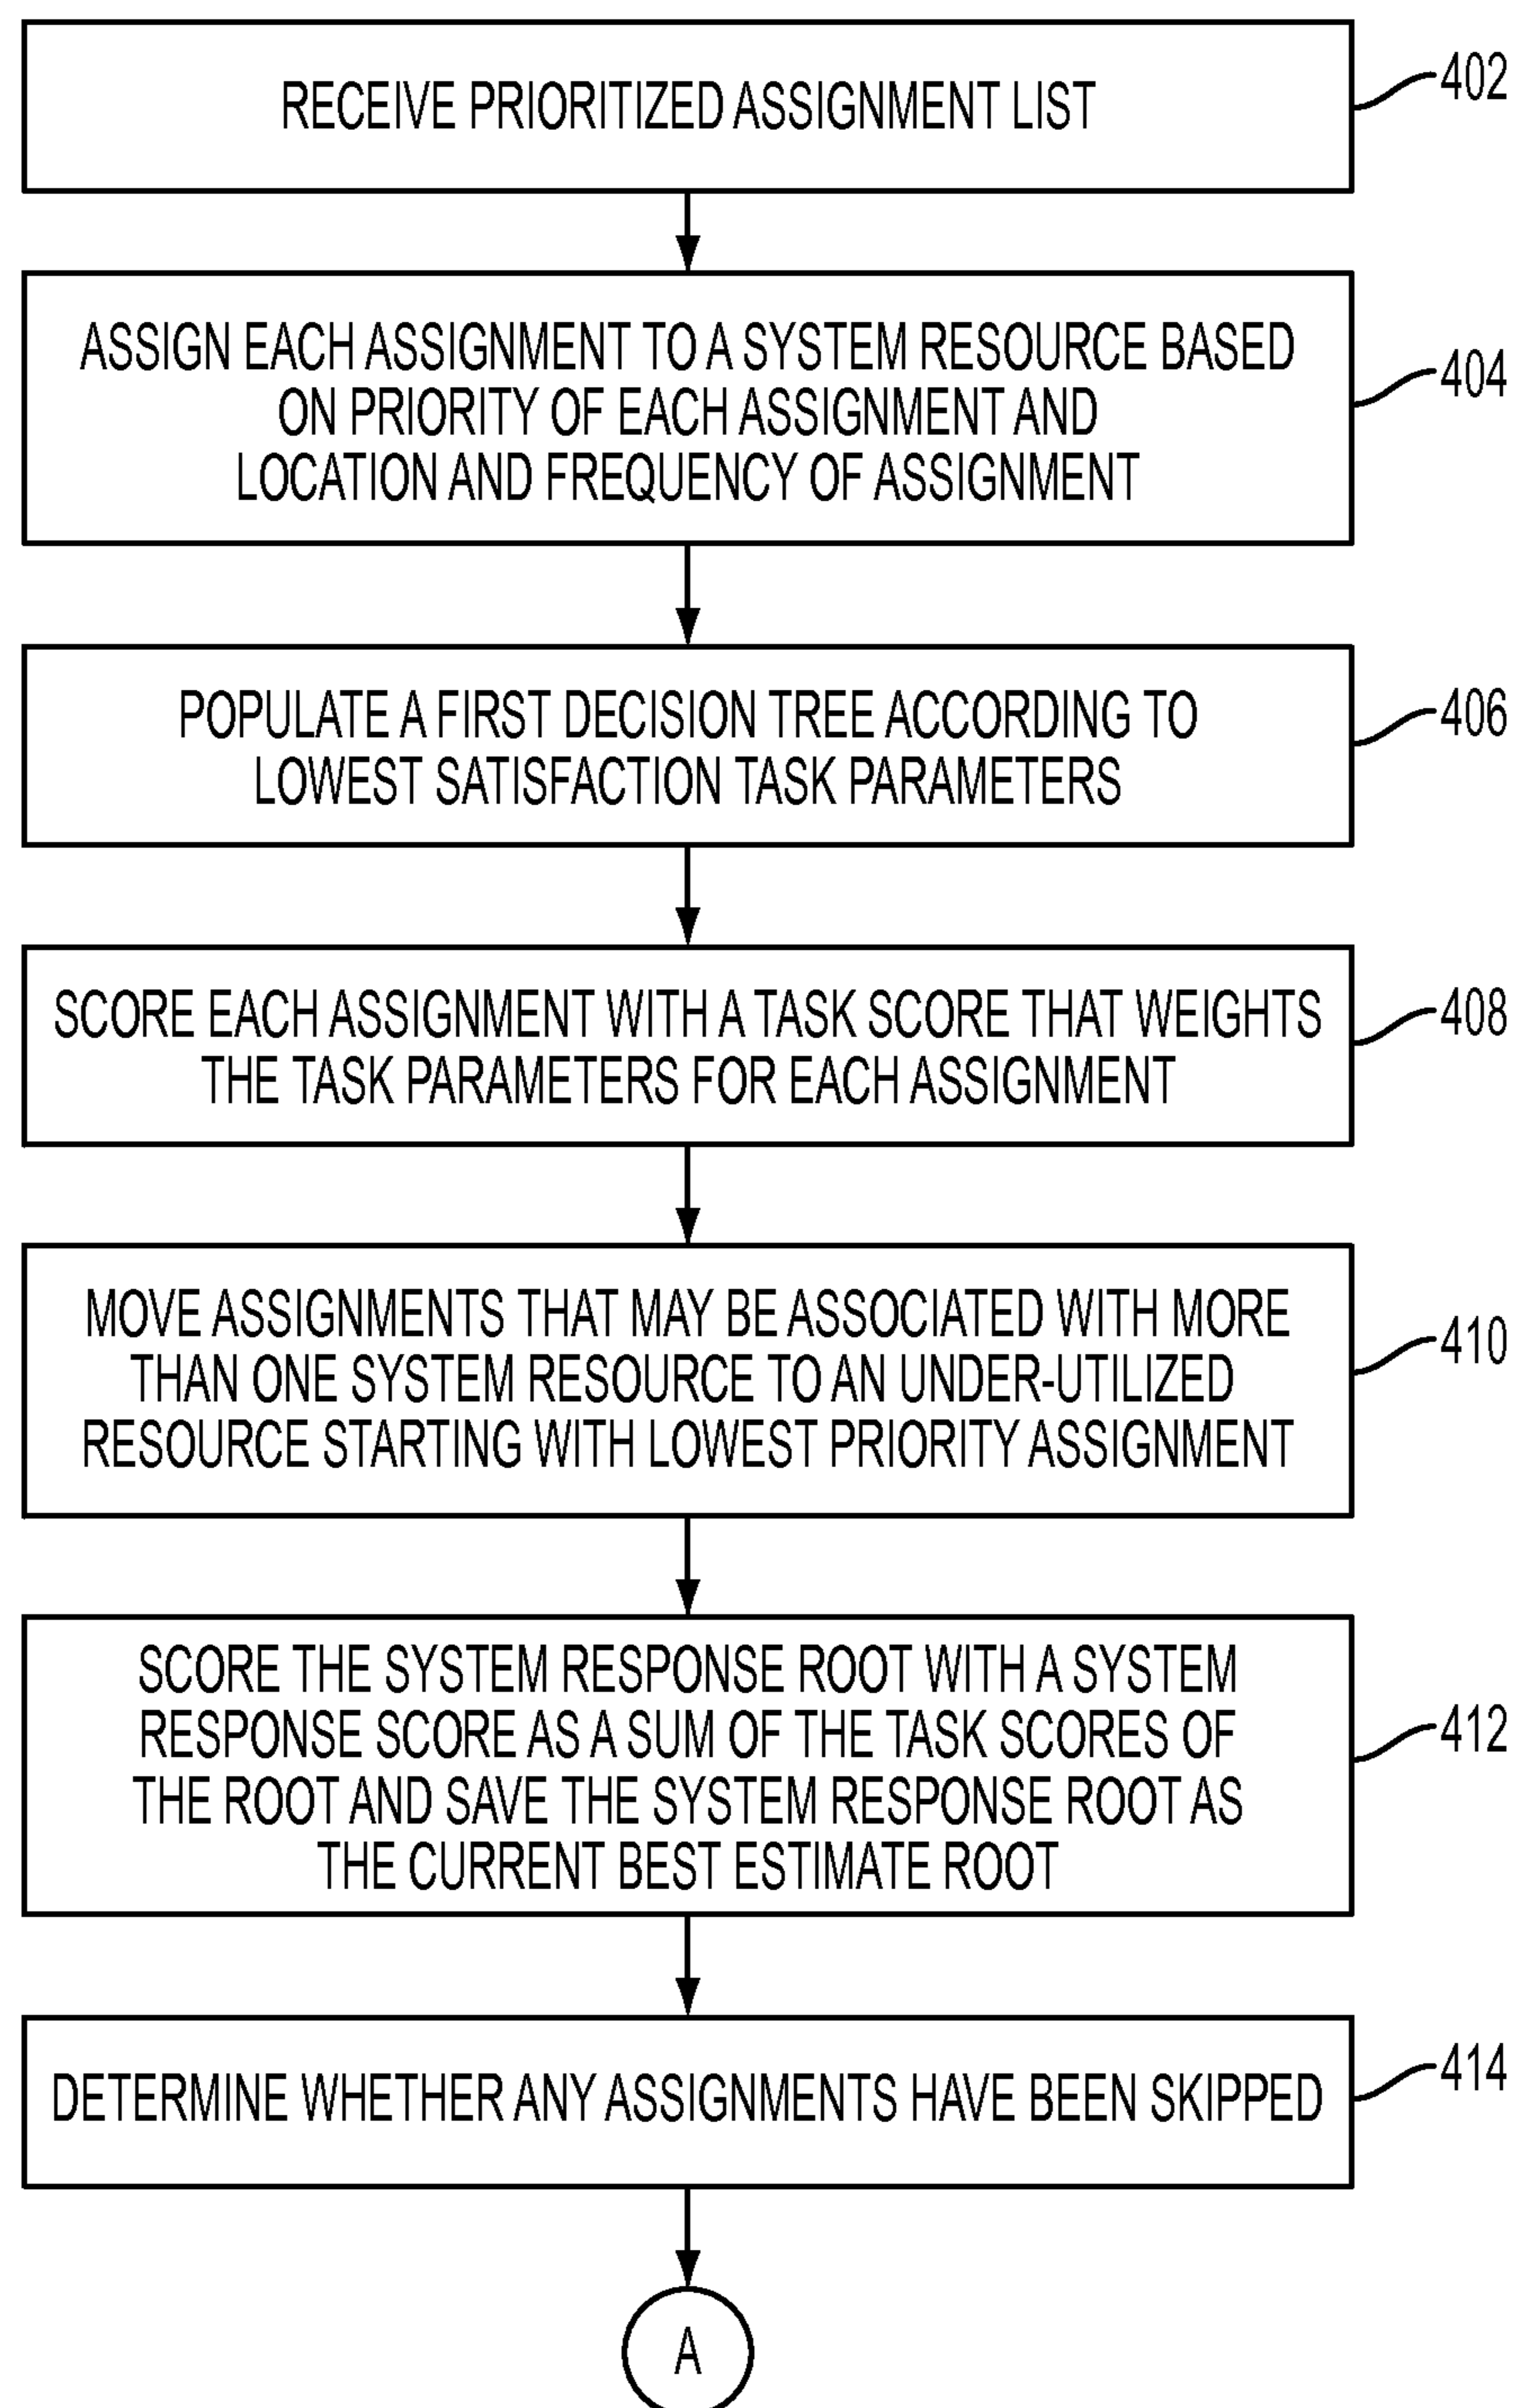 RECEIVE PRIORITIZED ASSIGNMENT LIST
402
ASSIGN EACH ASSIGNMENT TO A SYSTEM RESOURCE BASED
ON PRIORITY OF EACH ASSIGNMENT AND
LOCATION AND FREQUENCY OF ASSIGNMENT
404
POPULATE A FIRST DECISION TREE ACCORDING TO
LOWEST SATISFACTION TASK PARAMETERS
406
SCORE EACH ASSIGNMENT WITH A TASK SCORE THAT WEIGHTS
THE TASK PARAMETERS FOR EACH ASSIGNMENT
408
MOVE ASSIGNMENTS THAT MAY BE ASSOCIATED WITH MORE
THAN ONE SYSTEM RESOURCE TO AN UNDER-UTILIZED
RESOURCE STARTING WITH LOWEST PRIORITY ASSIGNMENT
410
SCORE THE SYSTEM RESPONSE ROOT WITH A SYSTEM
RESPONSE SCORE AS A SUM OF THE TASK SCORES OF
THE ROOT AND SAVE THE SYSTEM RESPONSE ROOT AS
THE CURRENT BEST ESTIMATE ROOT
412
DETERMINE WHETHER ANY ASSIGNMENTS HAVE BEEN SKIPPED
414
A